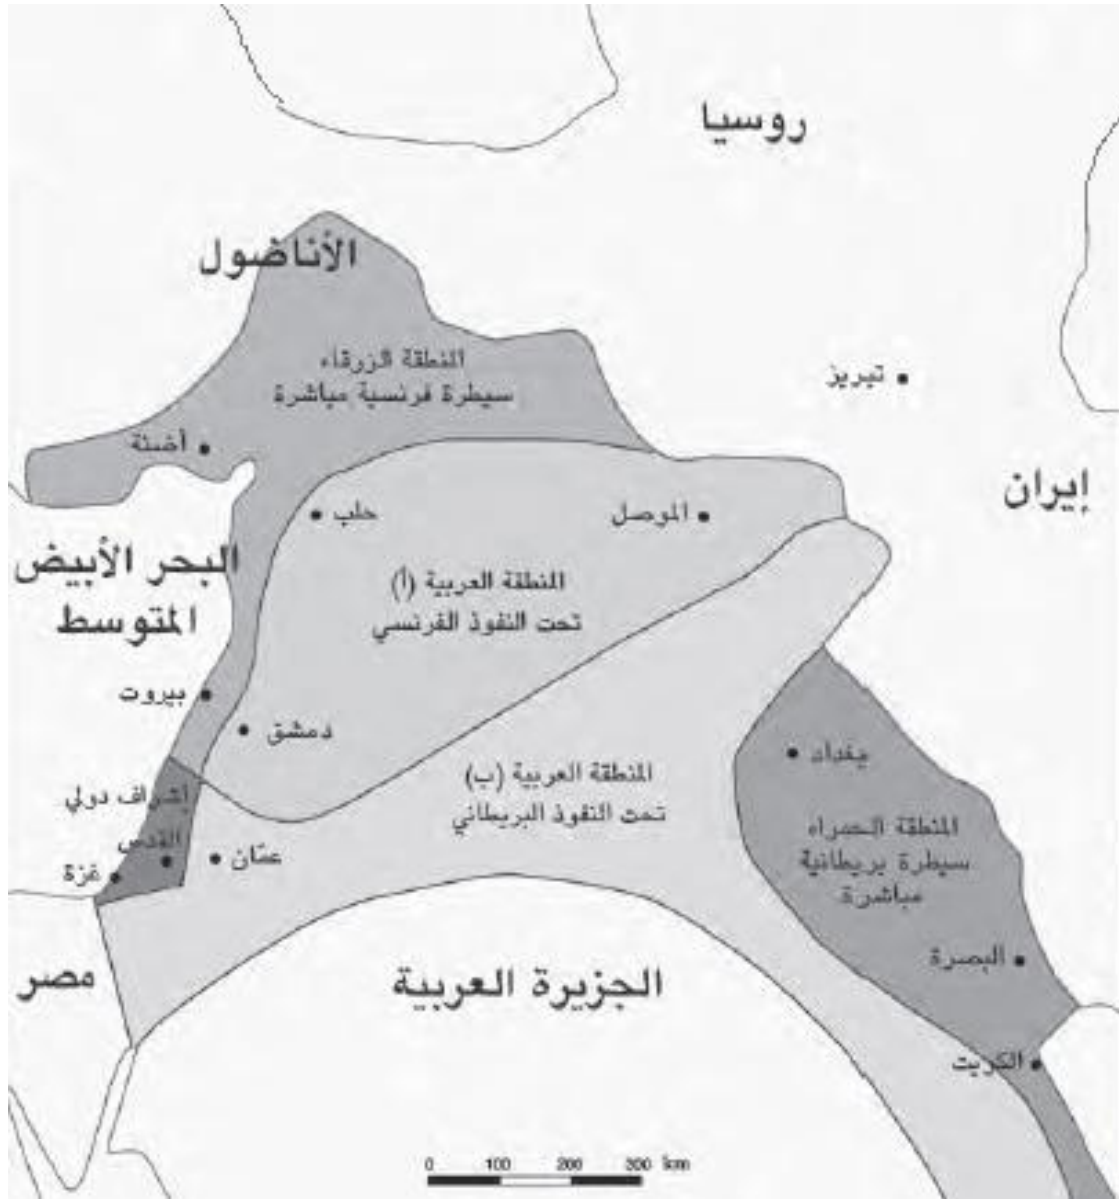 روسيا
الأناضول
المنطقة الزرقاء
سيطرة فرنسية مباشرة
تبريز
أضنة
إيران
حلب
الموصل
البحر الأبيض
المتوسط
المنطقة العربية (أ)
تحت النفوذ الفرنسي
بيروت
دمشق
بغداد
المنطقة العربية (ب)
تحت النفوذ البريطاني
اشراف دولي
المنطقة الحمراء
سيطرة بريطانية
مباشرة
القدس
عمّان
غزة
البصرة
مصر
الجزيرة العربية
الكويت
0 100 200 300 km